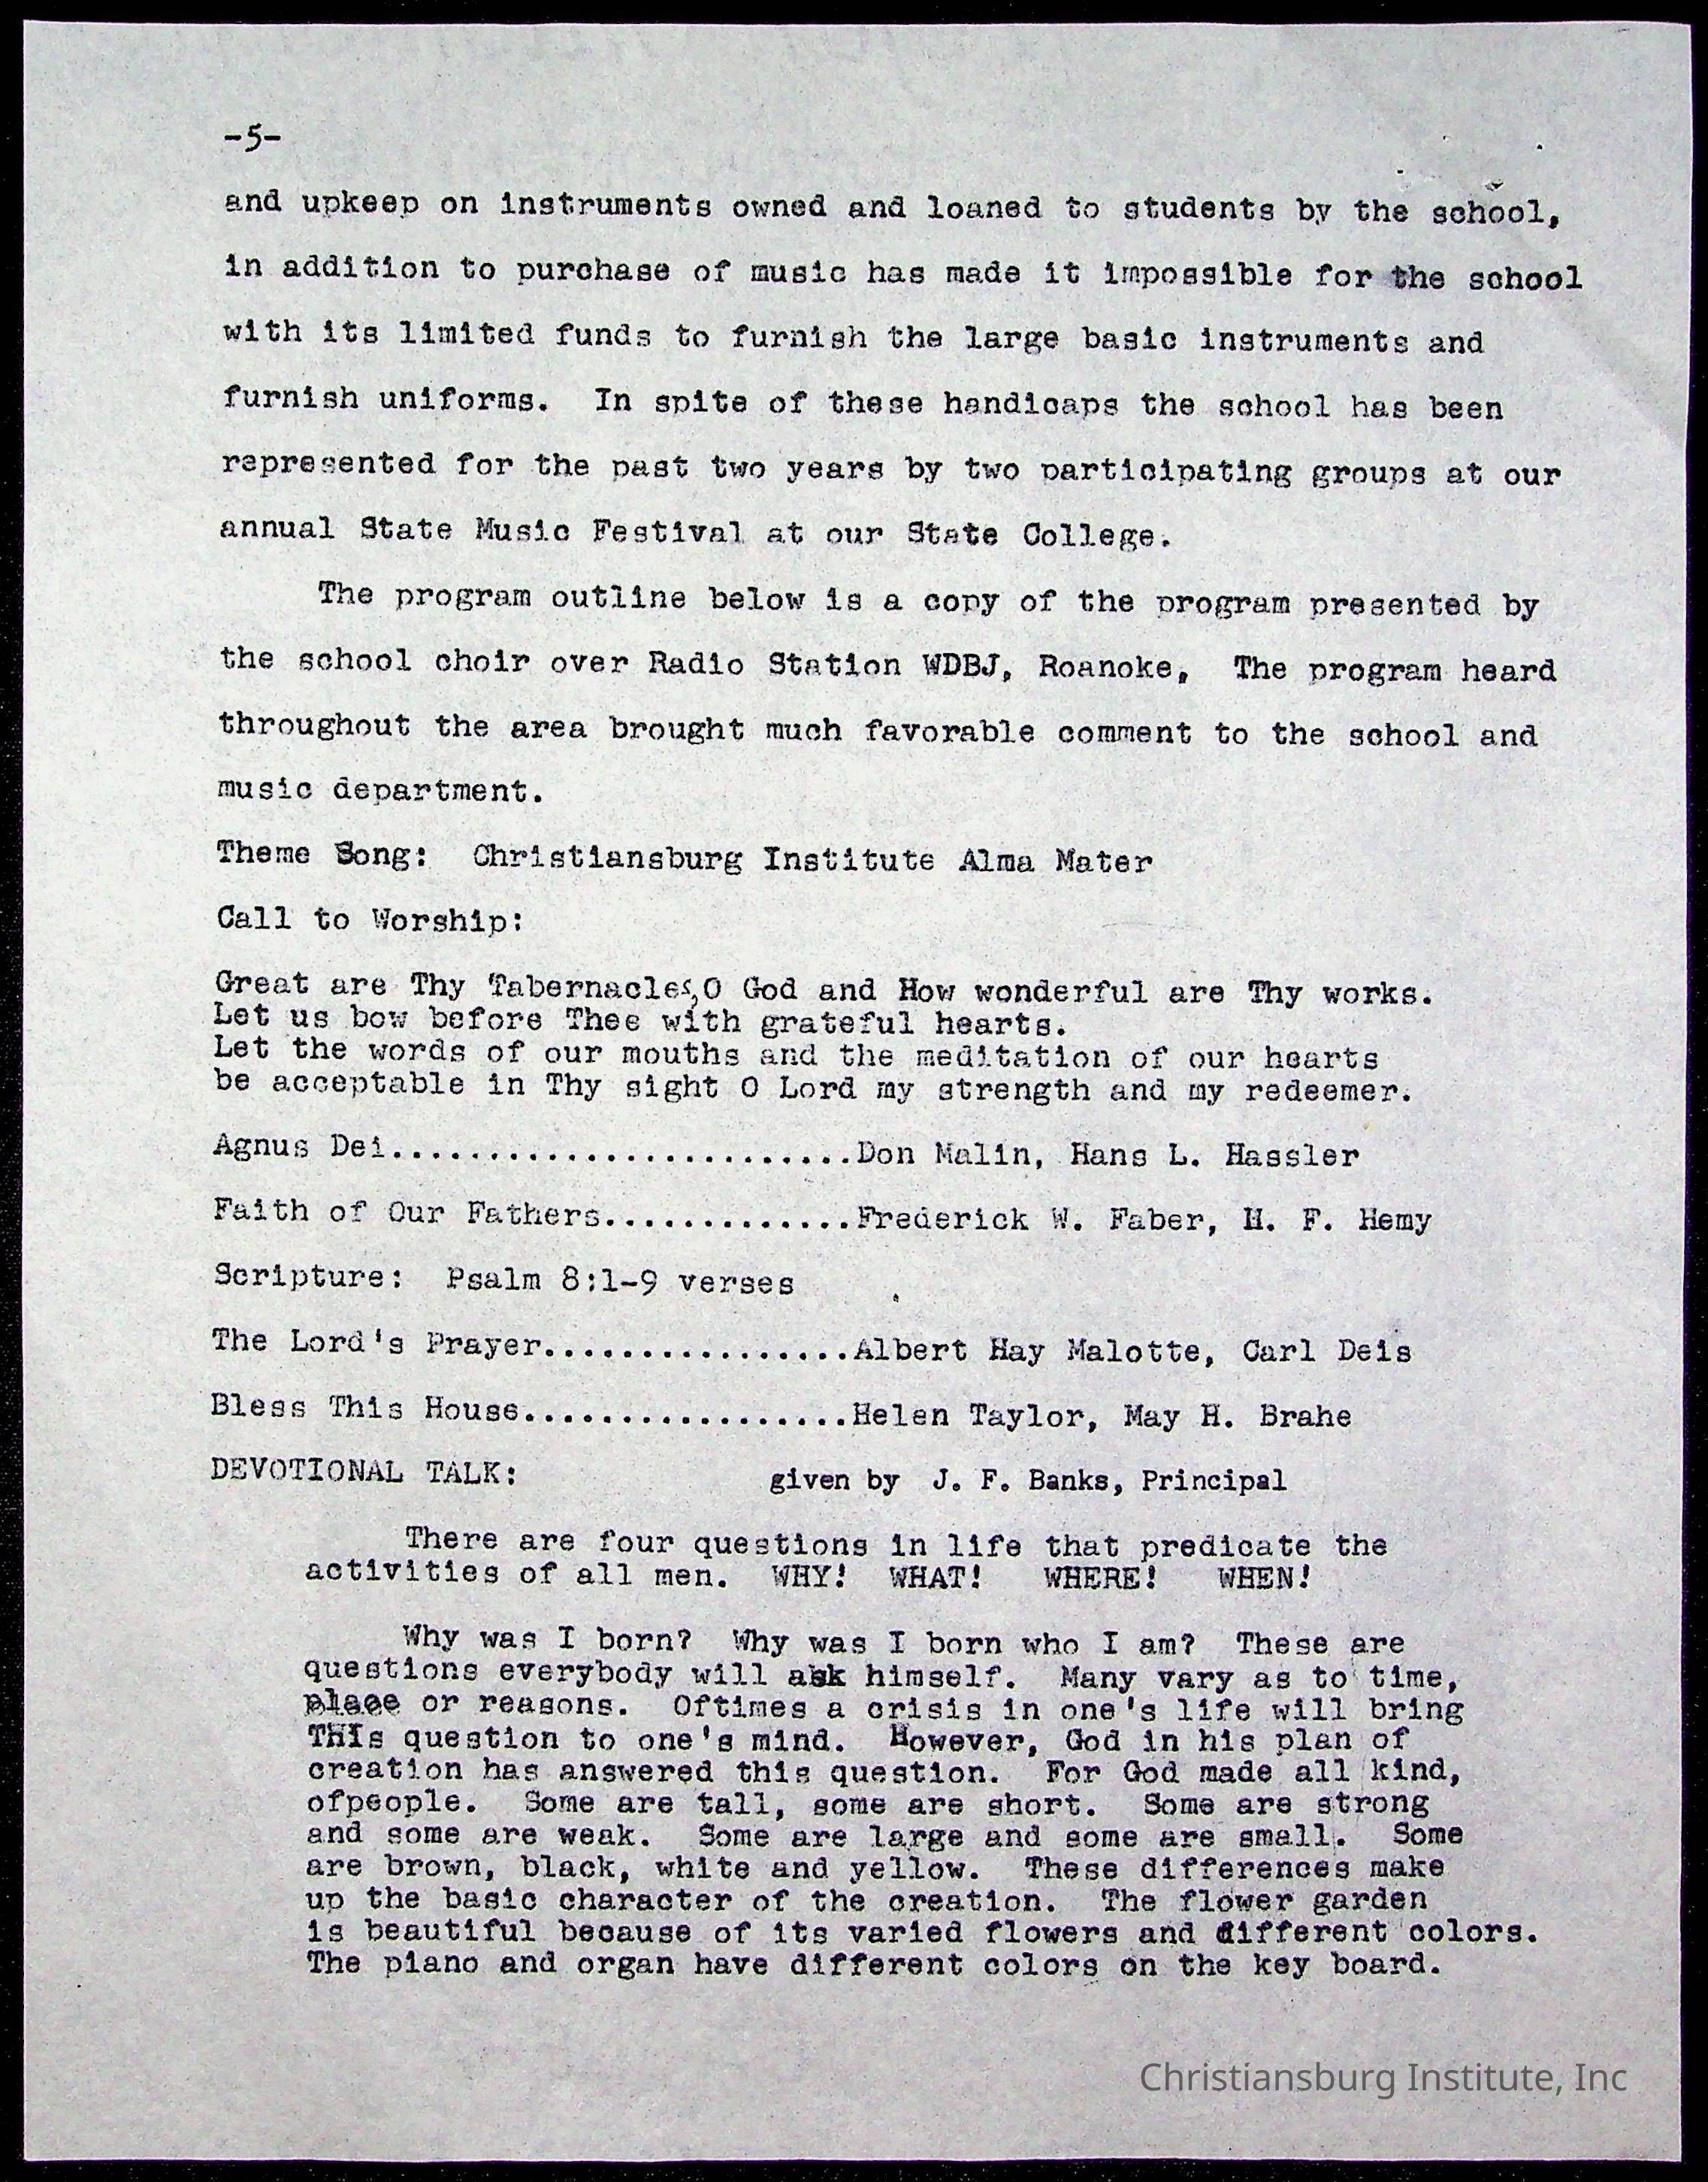 -5-
and upkeep on instruments owned and loaned to students by the school,
in addition to purchase of music has made it impossible for the school
with its limited funds to furnish the large basic instruments and
furnish uniforms.  In spite of these handicaps the school has been
represented for the past two years by two participating groups at our
annual State Music Festival at our State College.
The program outline below is a copy of the program presented by
the school choir over Radio Station WDBJ, Roanoke,  The program heard
throughout the area brought much favorable comment to the school and
music department.
Theme Song:  Christiansburg Institute Alma Mater
Call to Worship:
Great are Thy Tabernacles,O God and How wonderful are Thy works.
Let us bow before Thee with grateful hearts.
Let the words of our mouths and the meditation of our hearts
be acceptable in Thy sight O Lord my strength and my redeemer.
Agnus Dei........................Don Malin, Hans L. Hassler
Faith of Our Fathers.............Frederick W. Faber, H. F. Hemy
Scripture:  Psalm 8:1-9 verses
The Lord's Prayer................Albert Hay Malotte, Carl Deis
Bless This House.................Helen Taylor, May H. Brahe
DEVOTIONAL TALK:  given by  J. F. Banks, Principal
There are four questions in life that predicate the
activities of all men.  WHY!  WHAT!   WHERE!   WHEN!
Why was I born?  Why was I born who I am?  These are
questions everybody will ask himself.  Many vary as to time,
place or reasons.  Oftimes a crisis in one's life will bring
THIs question to one's mind.  However, God in his plan of
creation has answered this question.  For God made all kind,
ofpeople.  Some are tall, some are short.  Some are strong
and some are weak.  Some are large and some are small.  Some
are brown, black, white and yellow.  These differences make
up the basic character of the creation.  The flower garden
is beautiful because of its varied flowers and different colors.
The piano and organ have different colors on the key board.
Christiansburg Institute, Inc